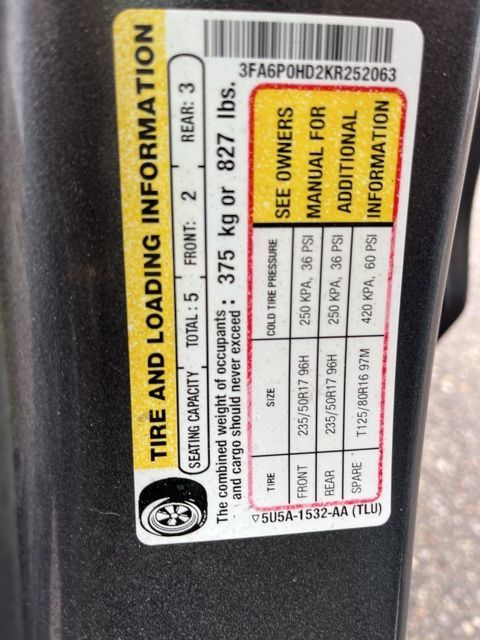 3FA6P0HD2KR252063
TIRE AND LOADING INFORMATION
SEATING CAPACITY TOTAL : 5 FRONT: 2 REAR: 3
The combined weight of occupants
and cargo should never exceed : 375 kg or 827 lbs.
TIRE SIZE COLD TIRE PRESSURE
FRONT 235/50R17 96H 250 KPA, 36 PSI
REAR 235/50R17 96H 250 KPA, 36 PSI
SPARE T125/80R16 97M 420 KPA, 60 PSI
SEE OWNERS
MANUAL FOR
ADDITIONAL
INFORMATION
▽5U5A-1532-AA (TLU)